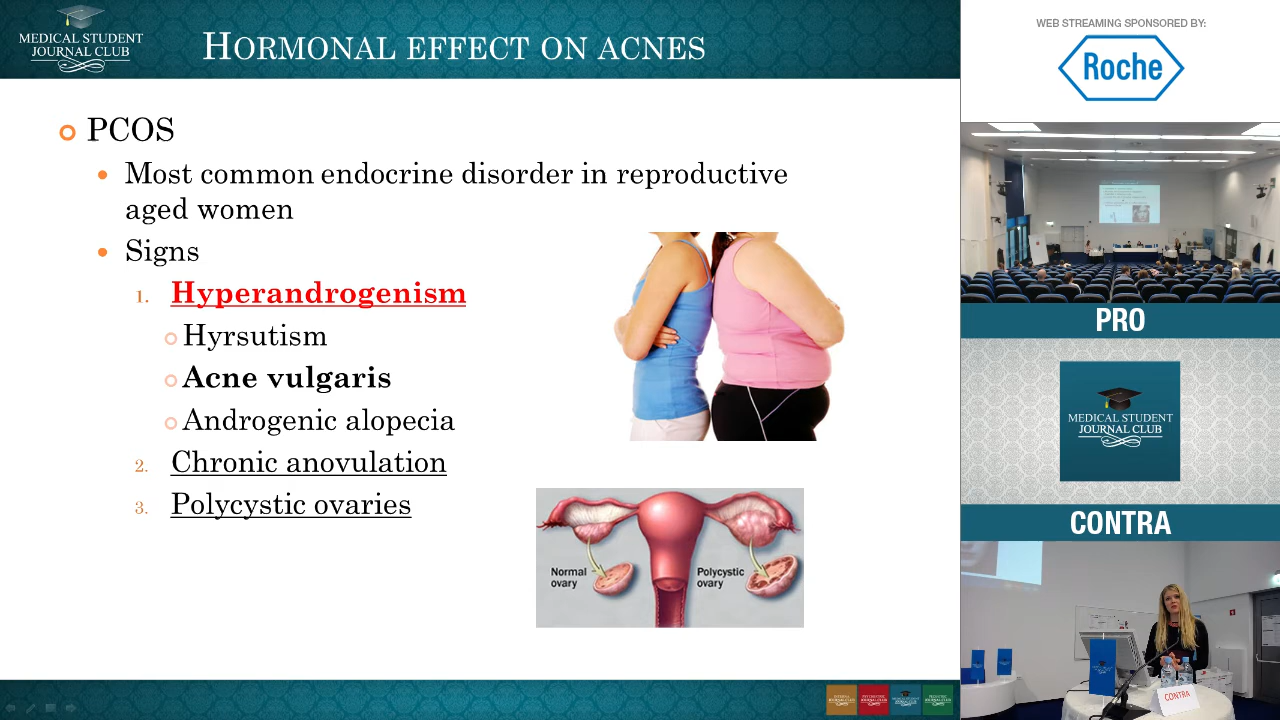 MEDICAL STUDENT
JOURNAL CLUB
HORMONAL EFFECT ON ACNES
PCOS
Most common endocrine disorder in reproductive
aged women
Signs
1. Hyperandrogenism
Hyrsutism
Acne vulgaris
Androgenic alopecia
2. Chronic anovulation
3. Polycystic ovaries
Normal
ovary
Polycystic
ovary
WEB STREAMING SPONSORED BY:
Roche
PRO
MEDICAL STUDENT
JOURNAL CLUB
CONTRA
CONTRA